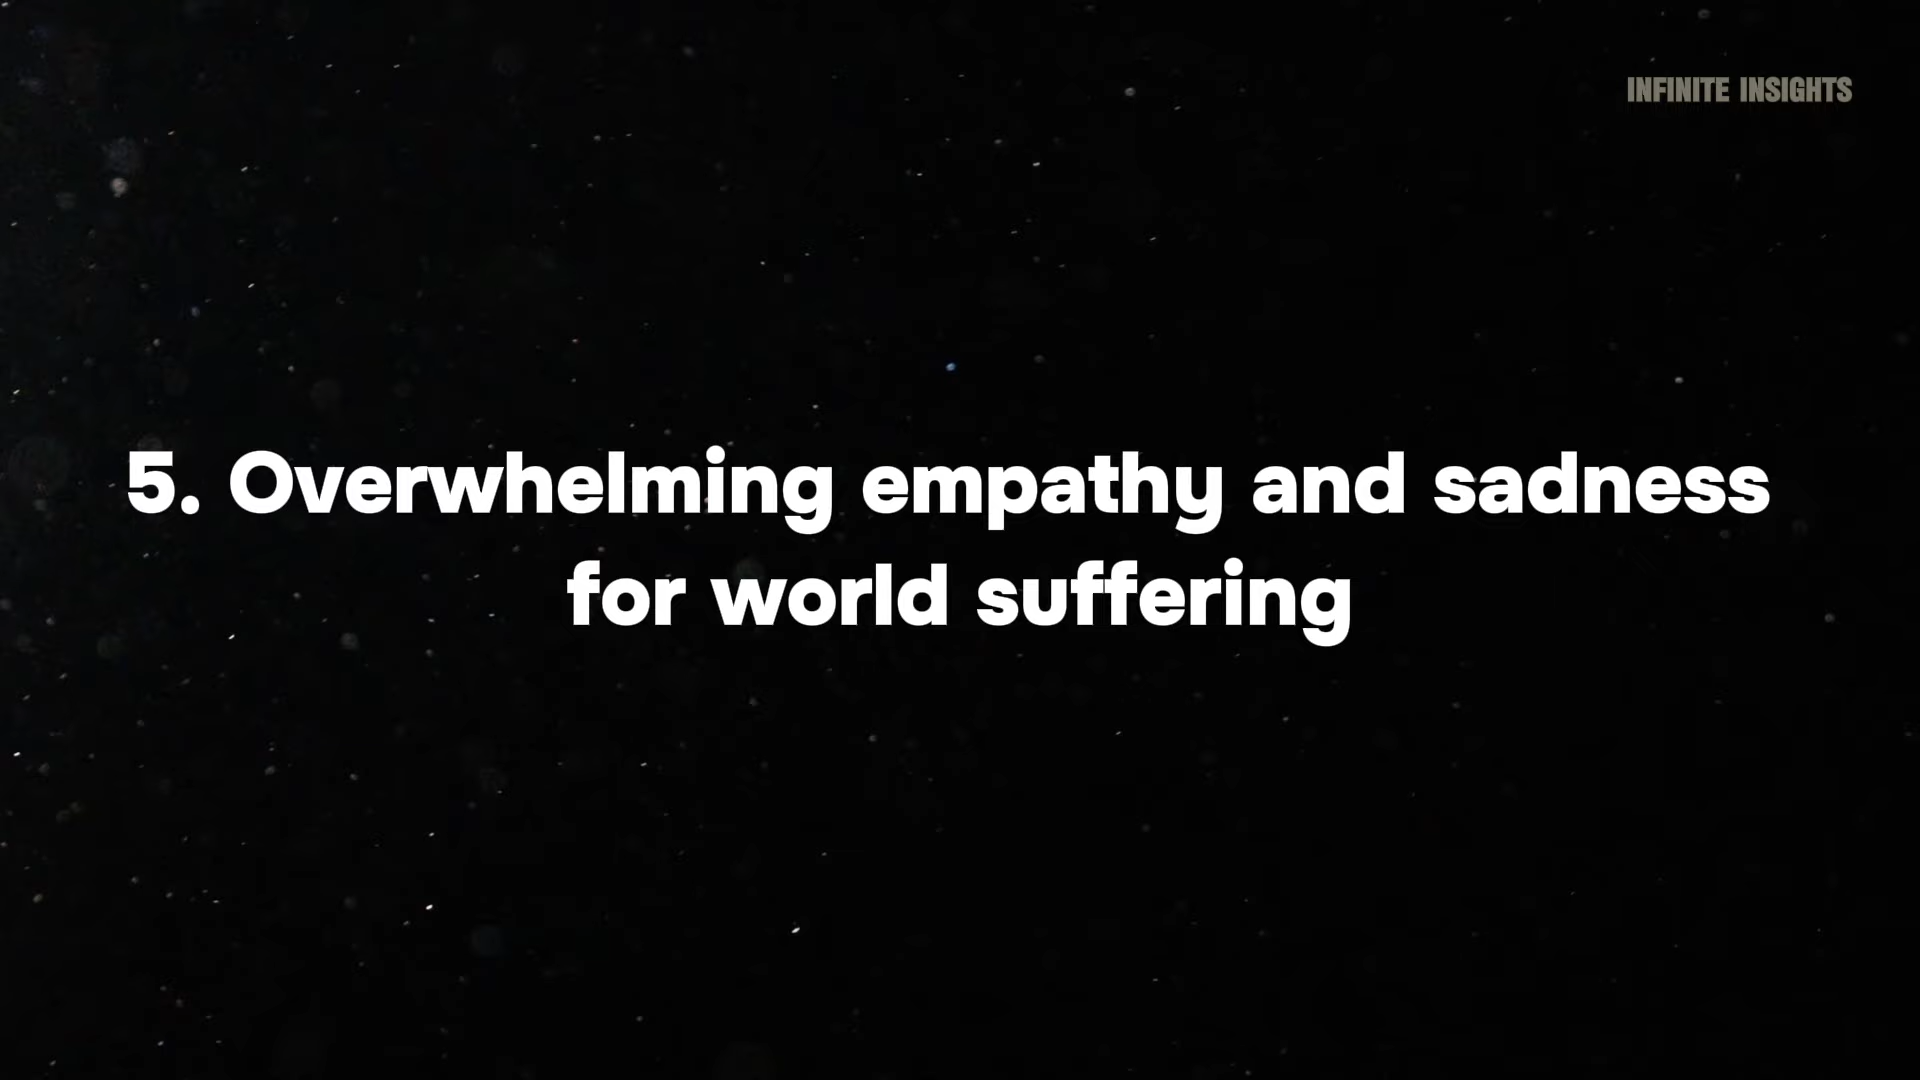 INFINITE INSIGHTS
5. Overwhelming empathy and sadness
for world suffering